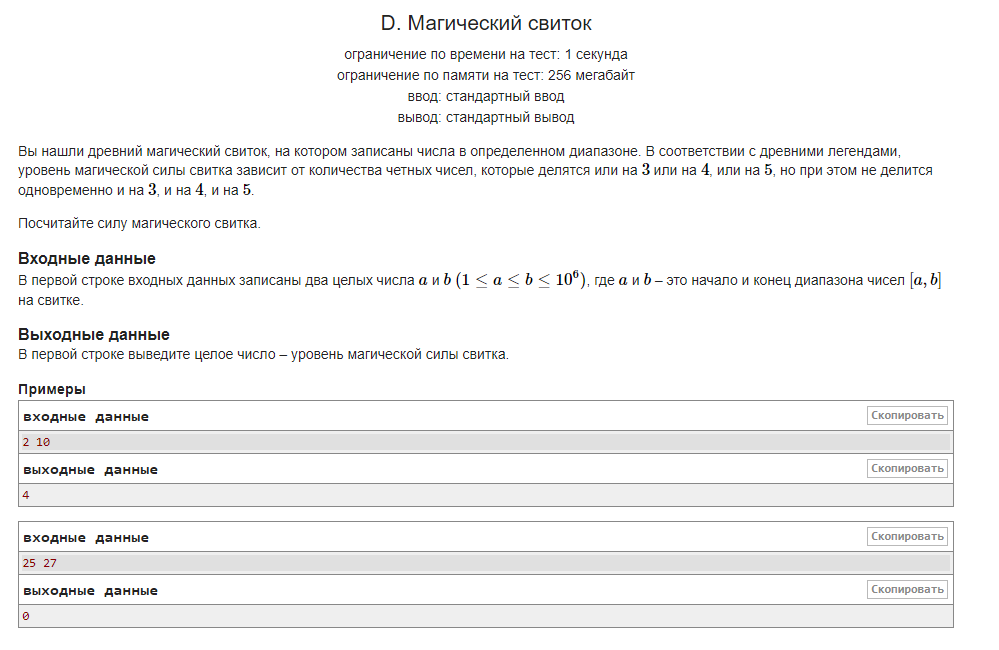 D. Магический свиток
ограничение по времени на тест: 1 секунда
ограничение по памяти на тест: 256 мегабайт
ввод: стандартный ввод
вывод: стандартный вывод
Вы нашли древний магический свиток, на котором записаны числа в определенном диапазоне. В соответствии с древними легендами,
уровень магической силы свитка зависит от количества четных чисел, которые делятся или на 3 или на 4, или на 5, но при этом не делится
одновременно и на 3, и на 4, и на 5.
Посчитайте силу магического свитка.
Входные данные
В первой строке входных данных записаны два целых числа a и b (1 ≤ a ≤ b ≤ 10⁶), где a и b – это начало и конец диапазона чисел [a, b]
на свитке.
Выходные данные
В первой строке выведите целое число – уровень магической силы свитка.
Примеры
входные данные Скопировать
2 10
выходные данные Скопировать
4
входные данные Скопировать
25 27
выходные данные Скопировать
0